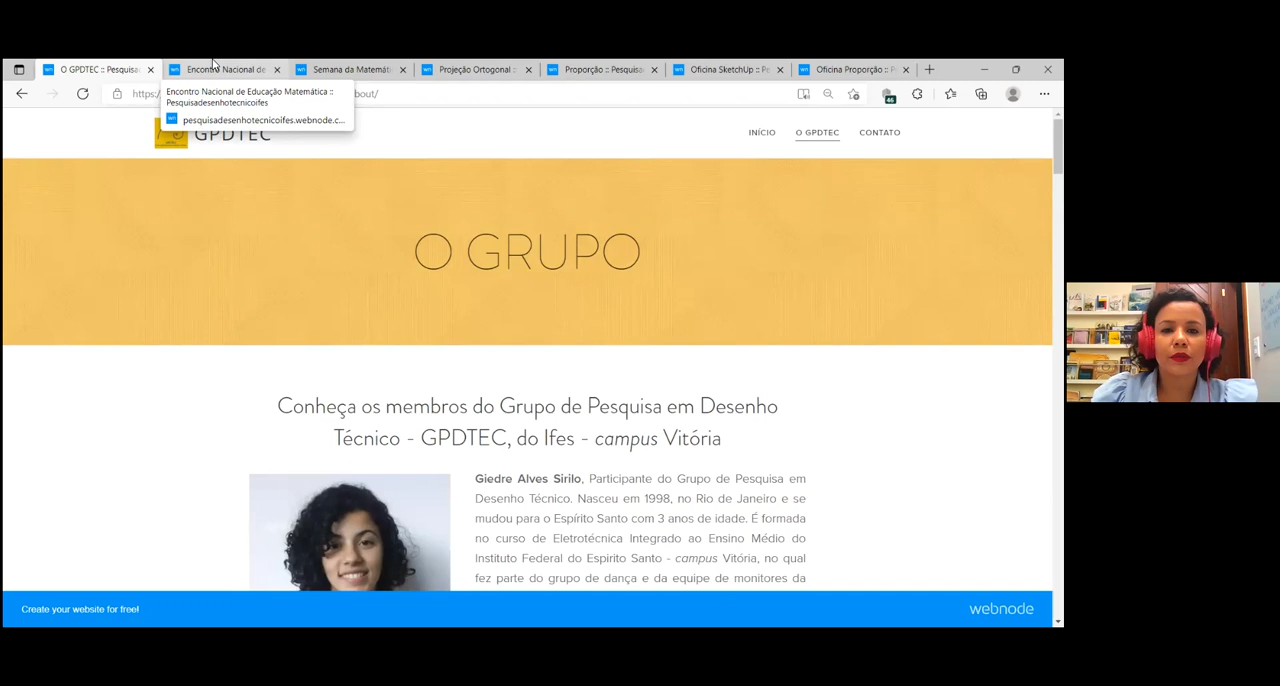 O GPDTEC :: Pesquisa
Encontro Nacional de
Semana da Matemáti
Projeção Ortogonal ::
Proporção :: Pesquisa
Oficina SketchUp :: Pe
Oficina Proporção :: P
https:
bout/
46
Encontro Nacional de Educação Matemática ::
Pesquisadesenhotecnicoifes
pesquisadesenhotecnicoifes.webnode.c...
GPDTEC
INÍCIO
O GPDTEC
CONTATO
O GRUPO
Conheça os membros do Grupo de Pesquisa em Desenho
Técnico - GPDTEC, do Ifes - campus Vitória
Giedre Alves Sirilo, Participante do Grupo de Pesquisa em
Desenho Técnico. Nasceu em 1998, no Rio de Janeiro e se
mudou para o Espírito Santo com 3 anos de idade. É formada
no curso de Eletrotécnica Integrado ao Ensino Médio do
Instituto Federal do Espirito Santo - campus Vitória, no qual
fez parte do grupo de dança e da equipe de monitores da
Create your website for free!
webnode